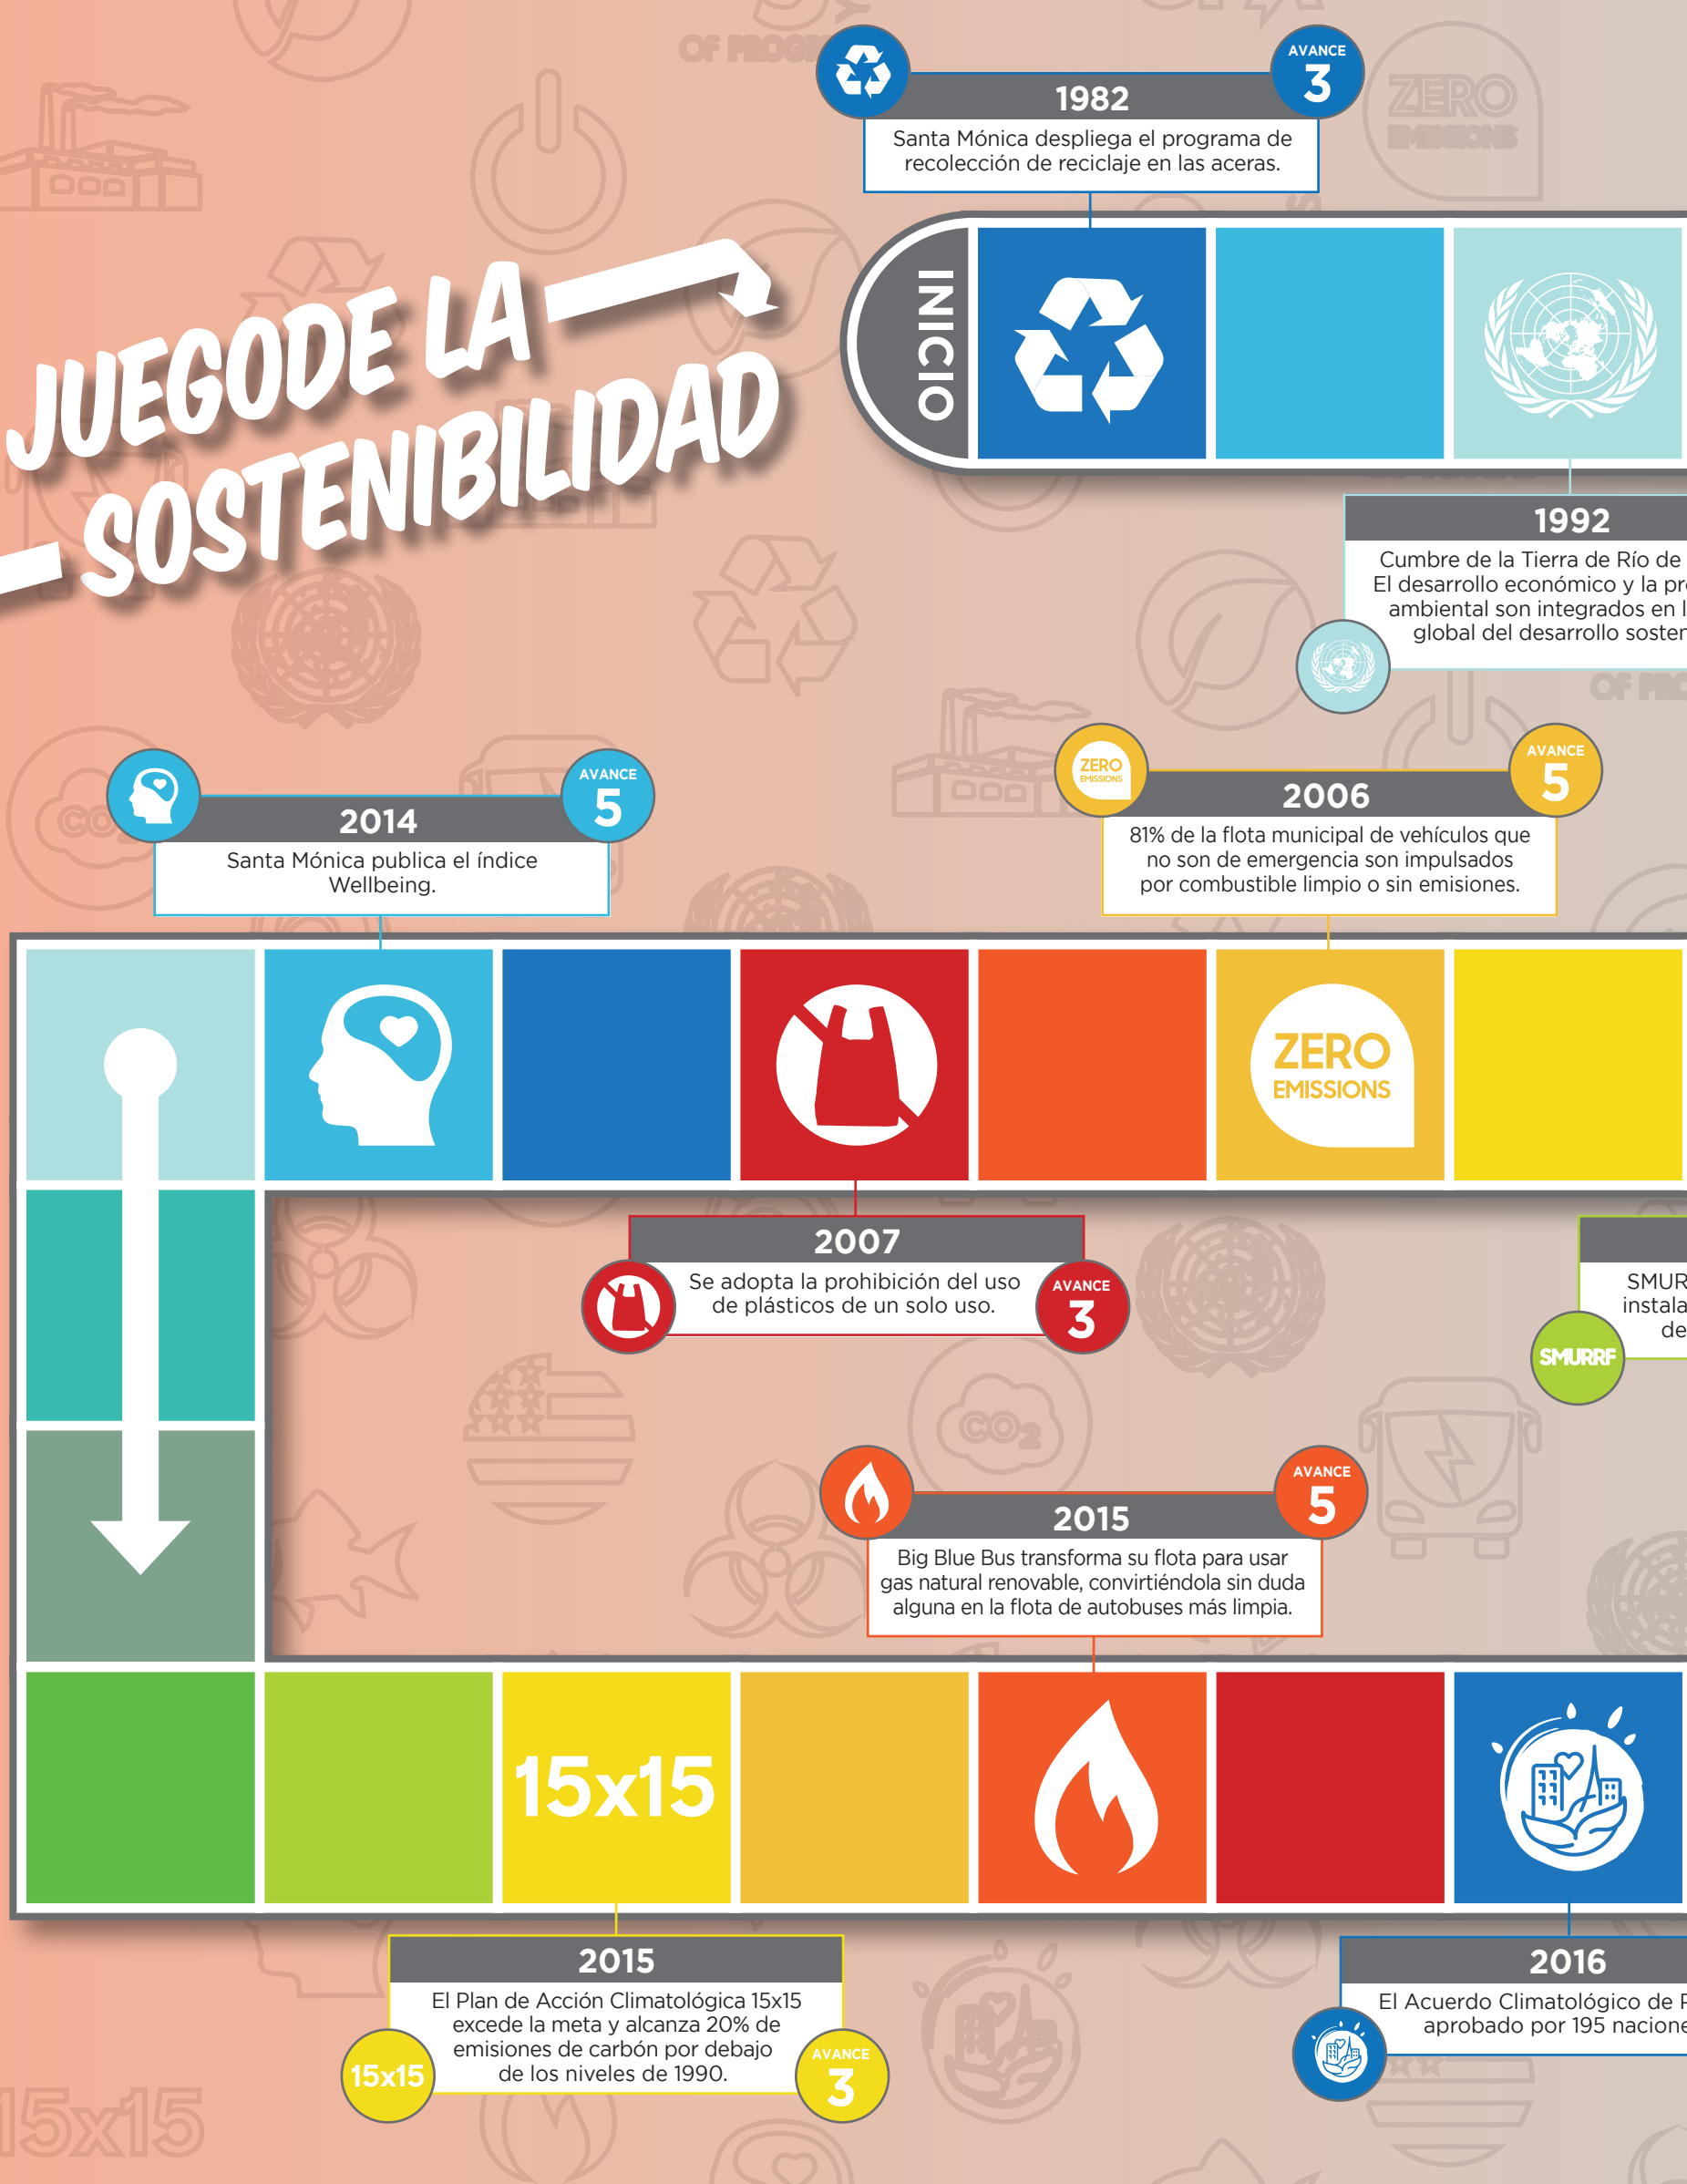 OF PROG
AVANCE
3
1982
Santa Mónica despliega el programa de
recolección de reciclaje en las aceras.
ZERO
EMISSIONS
JUEGODE LA
SOSTENIBILIDAD
INICIO
1992
Cumbre de la Tierra de Río de
El desarrollo económico y la
ambiental son integrados en
global del desarrollo
AVANCE
5
2014
Santa Mónica publica el índice
Wellbeing.
CO2
ZERO
EMISSIONS
AVANCE
5
2006
81% de la flota municipal de vehículos que
no son de emergencia son impulsados
por combustible limpio o sin emisiones.
ZERO
EMISSIONS
2007
Se adopta la prohibición del uso
de plásticos de un solo uso.
AVANCE
3
SMURRF
CO2
AVANCE
5
2015
Big Blue Bus transforma su flota para usar
gas natural renovable, convirtiéndola sin duda
alguna en la flota de autobuses más limpia.
15x15
2015
El Plan de Acción Climatológica 15x15
excede la meta y alcanza 20% de
emisiones de carbón por debajo
de los niveles de 1990.
15x15
AVANCE
3
2016
El Acuerdo Climatológico de
aprobado por 195
15x15